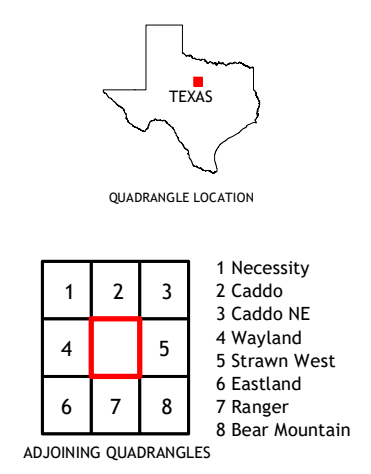 TEXAS
QUADRANGLE LOCATION
1 2 3
4 5
6 7 8
1 Necessity
2 Caddo
3 Caddo NE
4 Wayland
5 Strawn West
6 Eastland
7 Ranger
8 Bear Mountain
ADJOINING QUADRANGLES